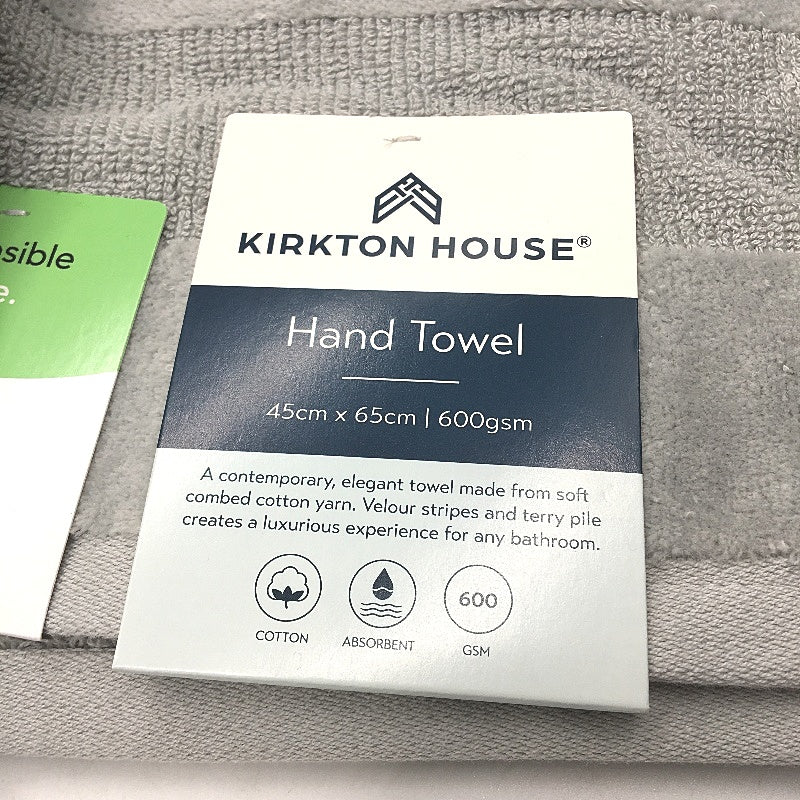 KIRKTON HOUSE®
Hand Towel
45cm x 65cm | 600gsm
A contemporary, elegant towel made from soft
combed cotton yarn. Velour stripes and terry pile
creates a luxurious experience for any bathroom.
600
COTTON
ABSORBENT
GSM